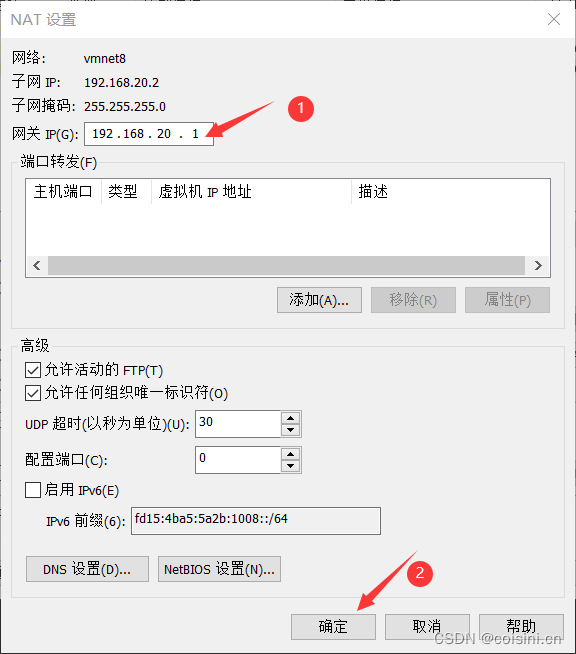 NAT 设置
网络: vmnet8
子网 IP: 192.168.20.2
子网掩码: 255.255.255.0
网关 IP(G): 192 . 168 . 20 . 1
1
端口转发(F)
主机端口 类型 虚拟机 IP 地址 描述
添加(A)... 移除(R) 属性(P)
高级
允许活动的 FTP(T)
允许任何组织唯一标识符(O)
UDP 超时(以秒为单位)(U): 30
配置端口(C): 0
启用 IPv6(E)
IPv6 前缀(6): fd15:4ba5:5a2b:1008::/64
DNS 设置(D)... NetBIOS 设置(N)...
2
确定 取消 帮助
CSDN @coisini.cn